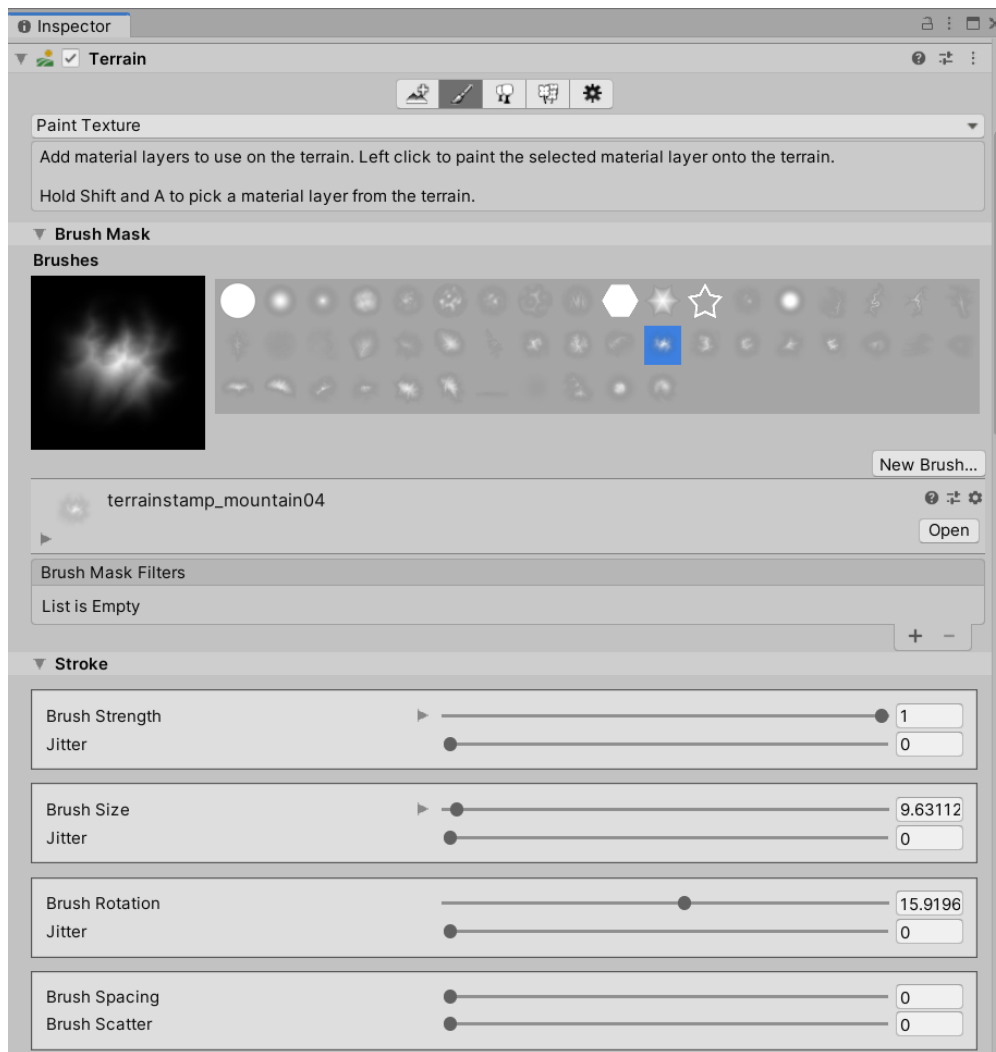 Inspector
Terrain
Paint Texture
Add material layers to use on the terrain. Left click to paint the selected material layer onto the terrain.
Hold Shift and A to pick a material layer from the terrain.
Brush Mask
Brushes
New Brush...
terrainstamp_mountain04
Open
Brush Mask Filters
List is Empty
Stroke
Brush Strength 1
Jitter 0
Brush Size 9.63112
Jitter 0
Brush Rotation 15.9196
Jitter 0
Brush Spacing 0
Brush Scatter 0